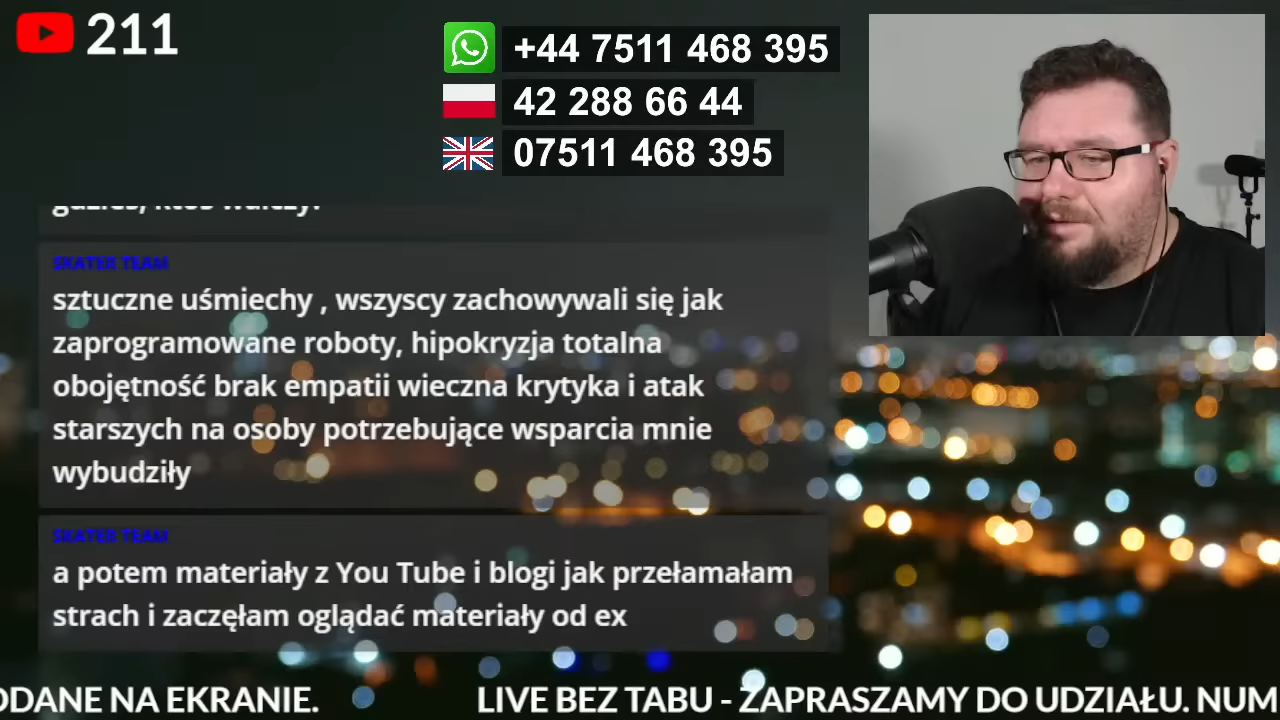 211
+44 7511 468 395
42 288 66 44
07511 468 395
SKATER TEAM
sztuczne uśmiechy , wszyscy zachowywali się jak
zaprogramowane roboty, hipokryzja totalna
obojętność brak empatii wieczna krytyka i atak
starszych na osoby potrzebujące wsparcia mnie
wybudziły
SKATER TEAM
a potem materiały z You Tube i blogi jak przełamałam
strach i zaczęłam oglądać materiały od ex
NA EKRANIE. LIVE BEZ TABU - ZAPRASZAMY DO UDZIAŁU.